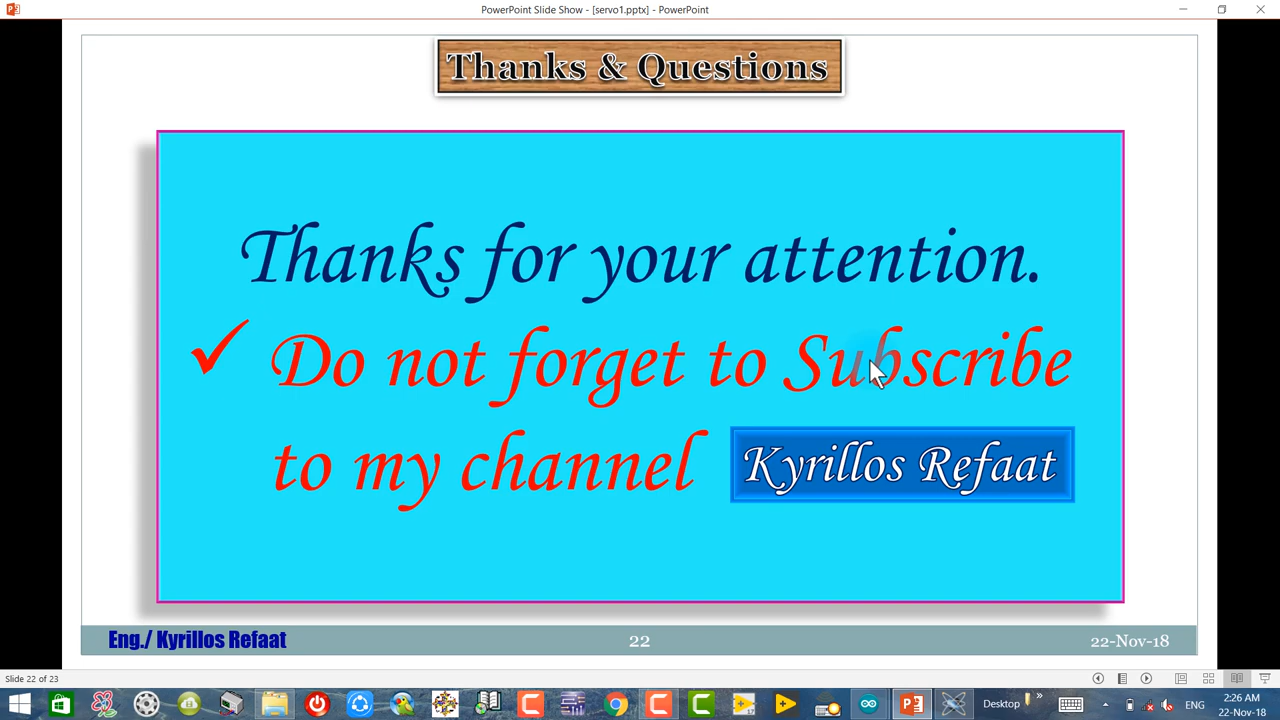 PowerPoint Slide Show - [servo1.pptx] - PowerPoint
Thanks & Questions
Thanks for your attention.
✓ Do not forget to Subscribe
to my channel Kyrillos Refaat
Eng./ Kyrillos Refaat 22 22-Nov-18
Slide 22 of 23
Desktop ENG 2:26 AM
22-Nov-18